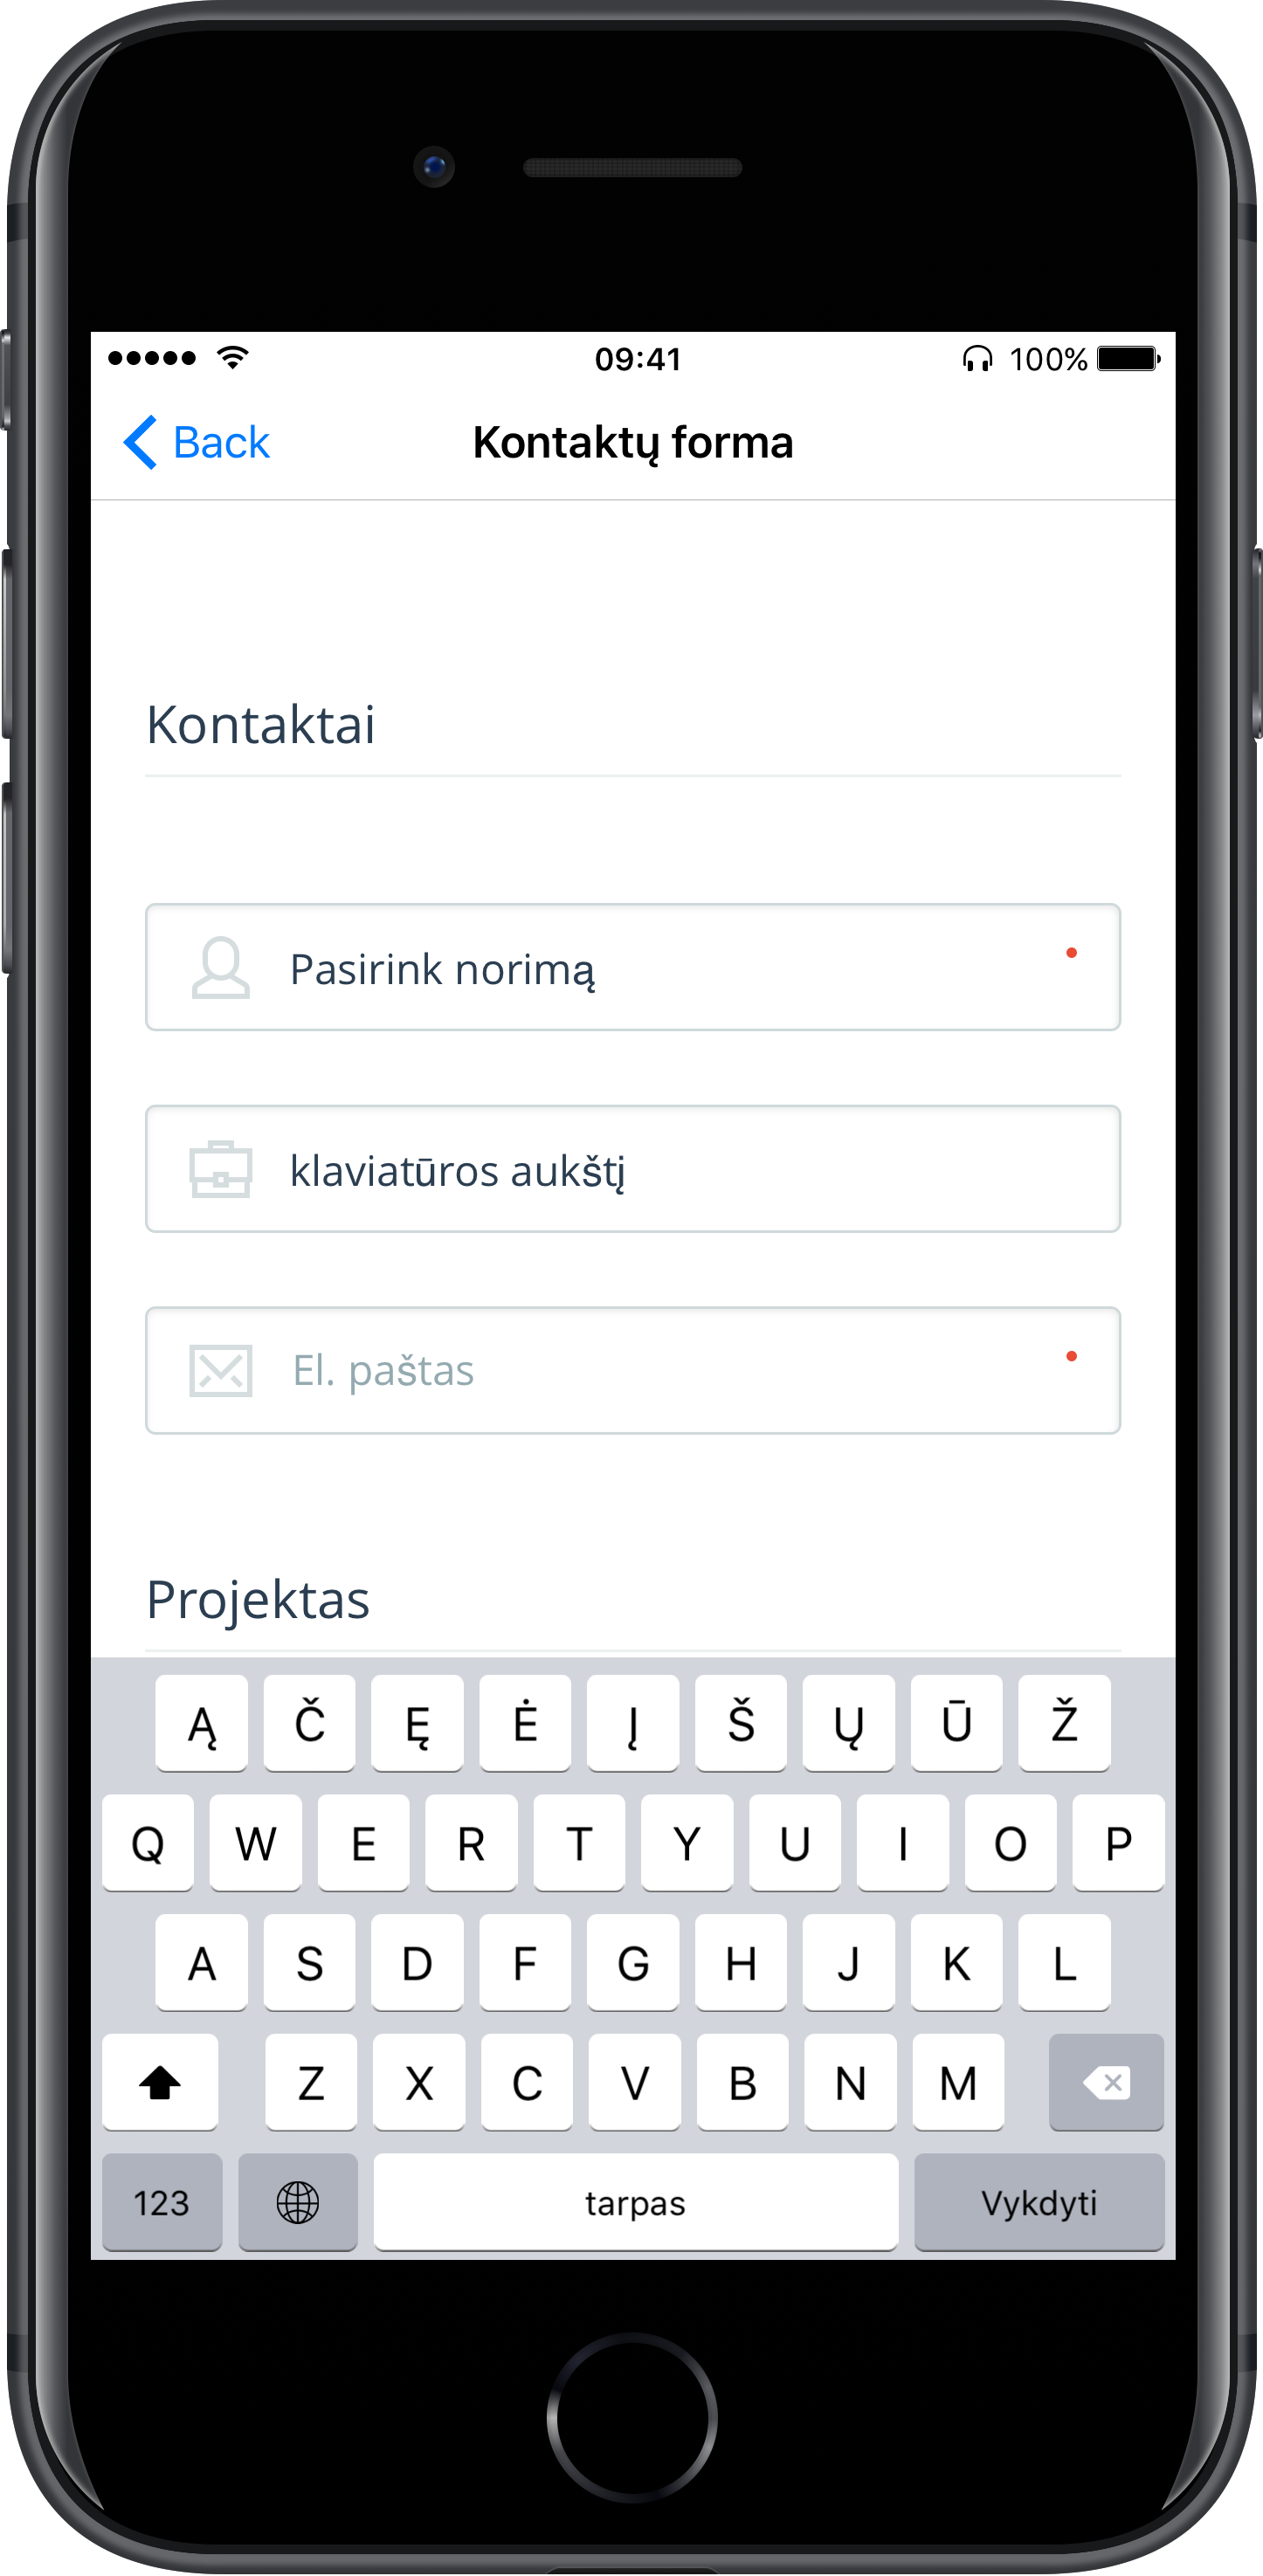 09:41 100%
Back Kontaktų forma
Kontaktai
Pasirink norimą
klaviatūros aukštį
El. paštas
Projektas
Ą Č Ę Ė Į Š Ų Ū Ž
Q W E R T Y U I O P
A S D F G H J K L
Z X C V B N M
123 tarpas Vykdyti